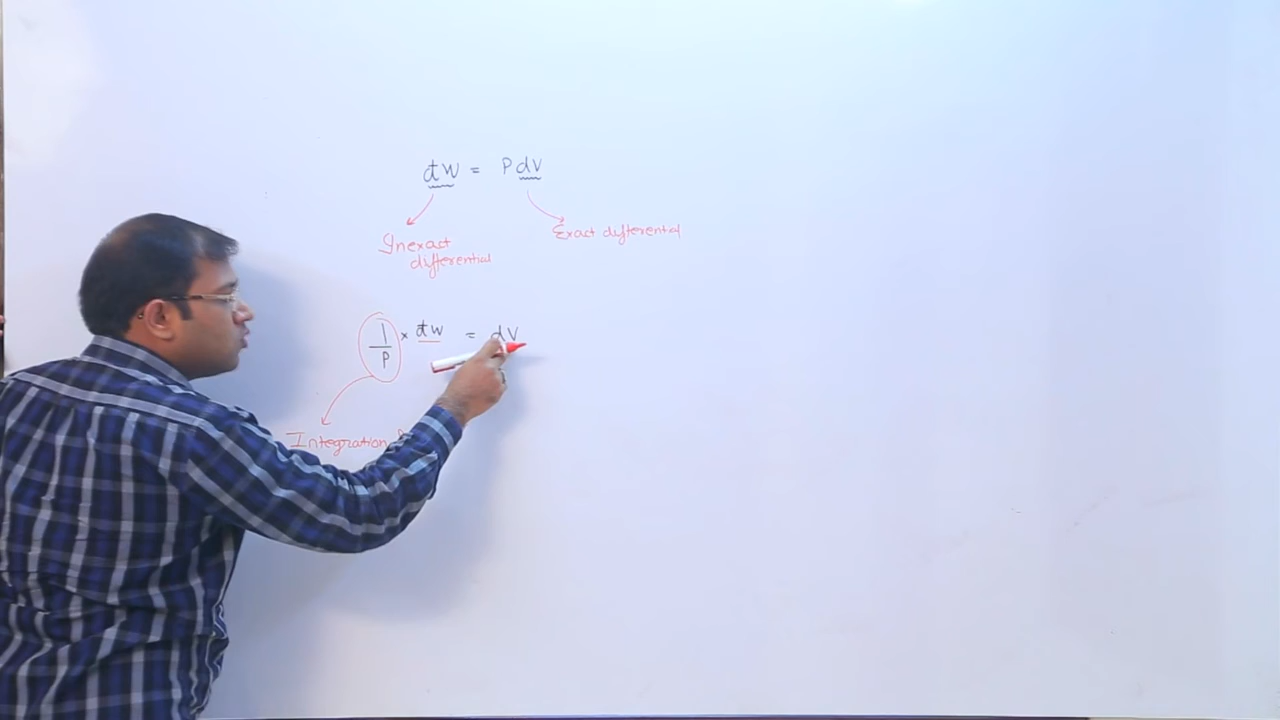 đW = PdV
Inexact
differential
Exact differential
1/P × đW = dV
Integration